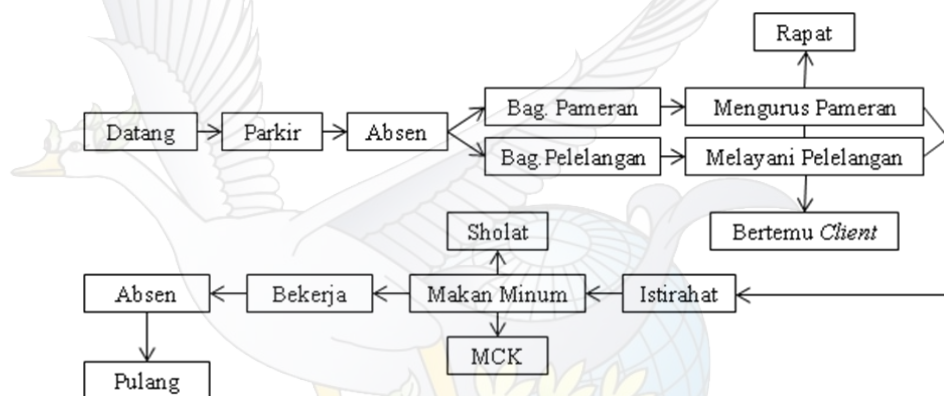 Rapat
Datang
Parkir
Absen
Bag. Pameran
Mengurus Pameran
Bag.Pelelangan
Melayani Pelelangan
Bertemu Client
Sholat
Absen
Bekerja
Makan Minum
Istirahat
MCK
Pulang